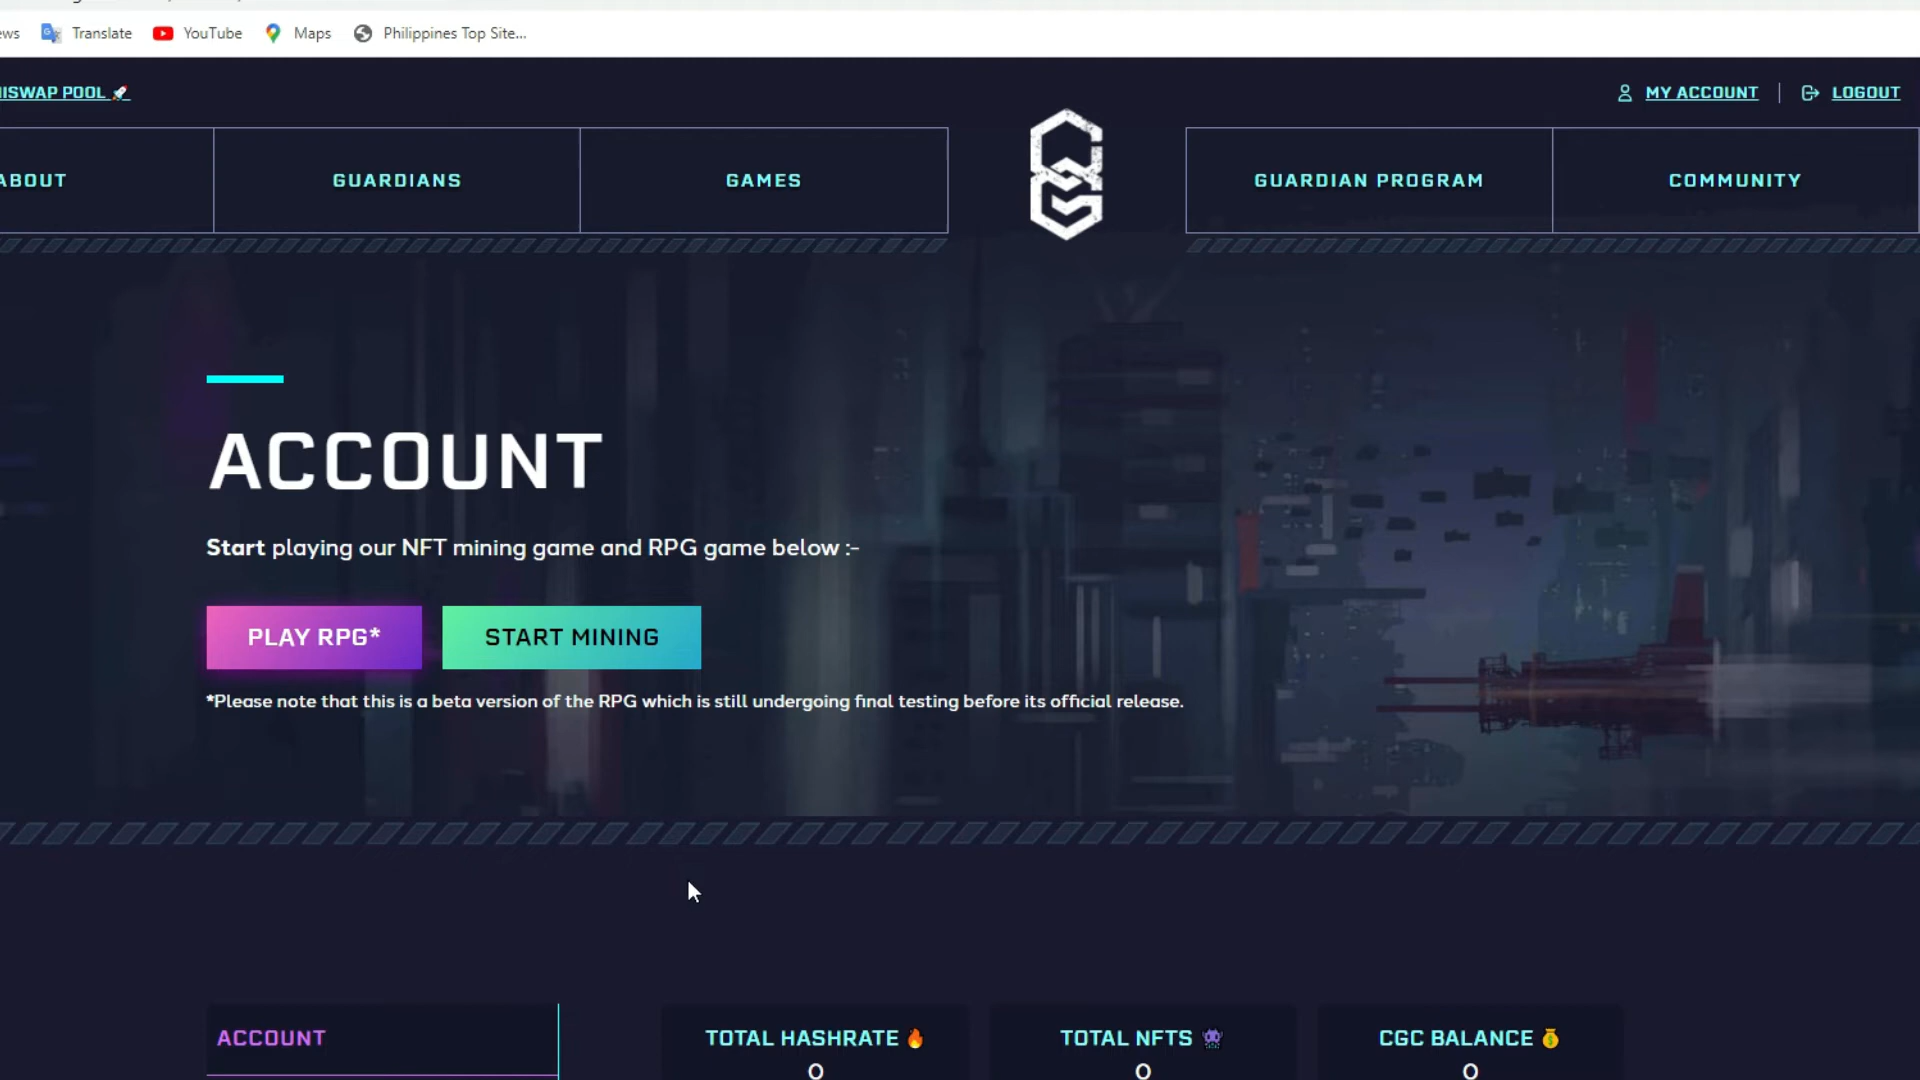 Translate YouTube Maps Philippines Top Site...
SWAP POOL 🚀 MY ACCOUNT LOGOUT
ABOUT GUARDIANS GAMES GUARDIAN PROGRAM COMMUNITY
ACCOUNT
Start playing our NFT mining game and RPG game below :-
PLAY RPG* START MINING
*Please note that this is a beta version of the RPG which is still undergoing final testing before its official release.
ACCOUNT TOTAL HASHRATE 🔥 TOTAL NFTS 👾 CGC BALANCE 💰
0 0 0